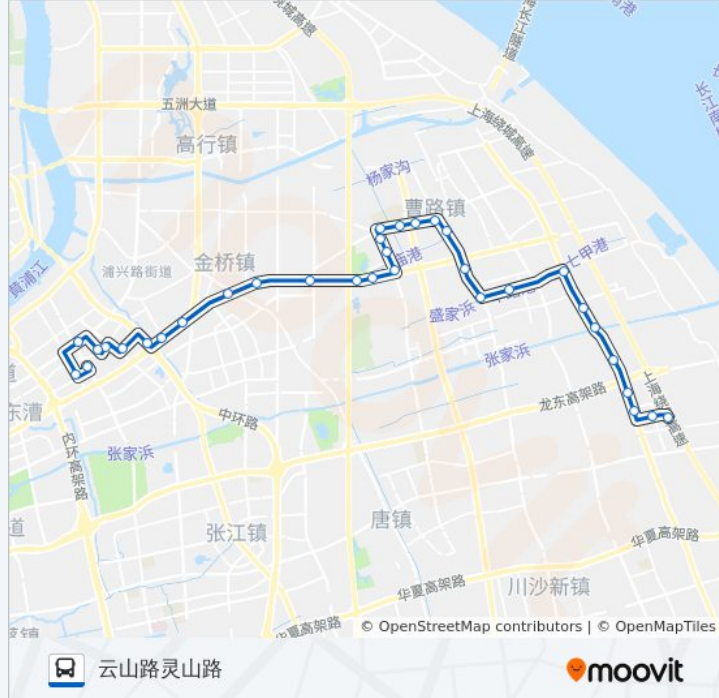 上海长江隧道
五洲大道
上海绕城高速
高行镇
杨家沟
曹路镇
金桥镇
浦兴路街道
黄浦江
七甲港
盛家浜
张家浜
龙东高架路
上海绕
高速
东漕
中环路
内环高架路
张家浜
道
张江镇
唐镇
华夏高架路
川沙新镇
华夏高架路
华夏高架路
© OpenStreetMap contributors | © OpenMapTiles
云山路灵山路
moovit